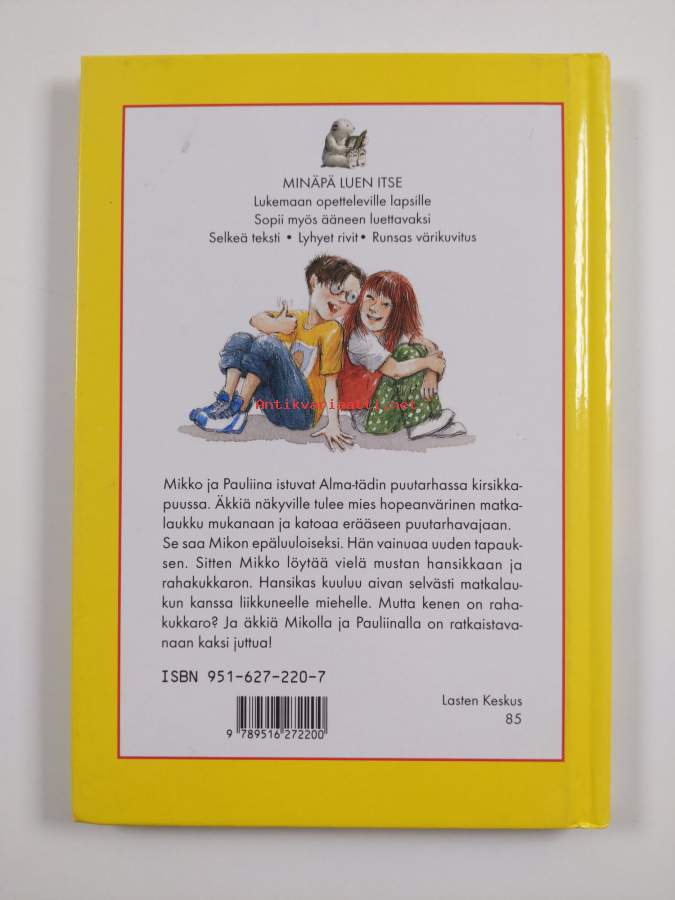 MINÄPÄ LUEN ITSE
Lukemaan opetteleville lapsille
Sopii myös ääneen luettavaksi
Selkeä teksti • Lyhyet rivit • Runsas värikuvitus
Antikvariaatti.net
Mikko ja Pauliina istuvat Alma-tädin puutarhassa kirsikka-
puussa. Äkkiä näkyville tulee mies hopeanvärinen matka-
laukku mukanaan ja katoaa erääseen puutarhavajaan.
Se saa Mikon epäluuloiseksi. Hän vainuaa uuden tapauk-
sen. Sitten Mikko löytää vielä mustan hansikkaan ja
rahakukkaron. Hansikas kuuluu aivan selvästi matkalau-
kun kanssa liikkuneelle miehelle. Mutta kenen on raha-
kukkaro? Ja äkkiä Mikolla ja Pauliinalla on ratkaistava-
naan kaksi juttua!
ISBN 951-627-220-7
Lasten Keskus
85
9 789516 272200